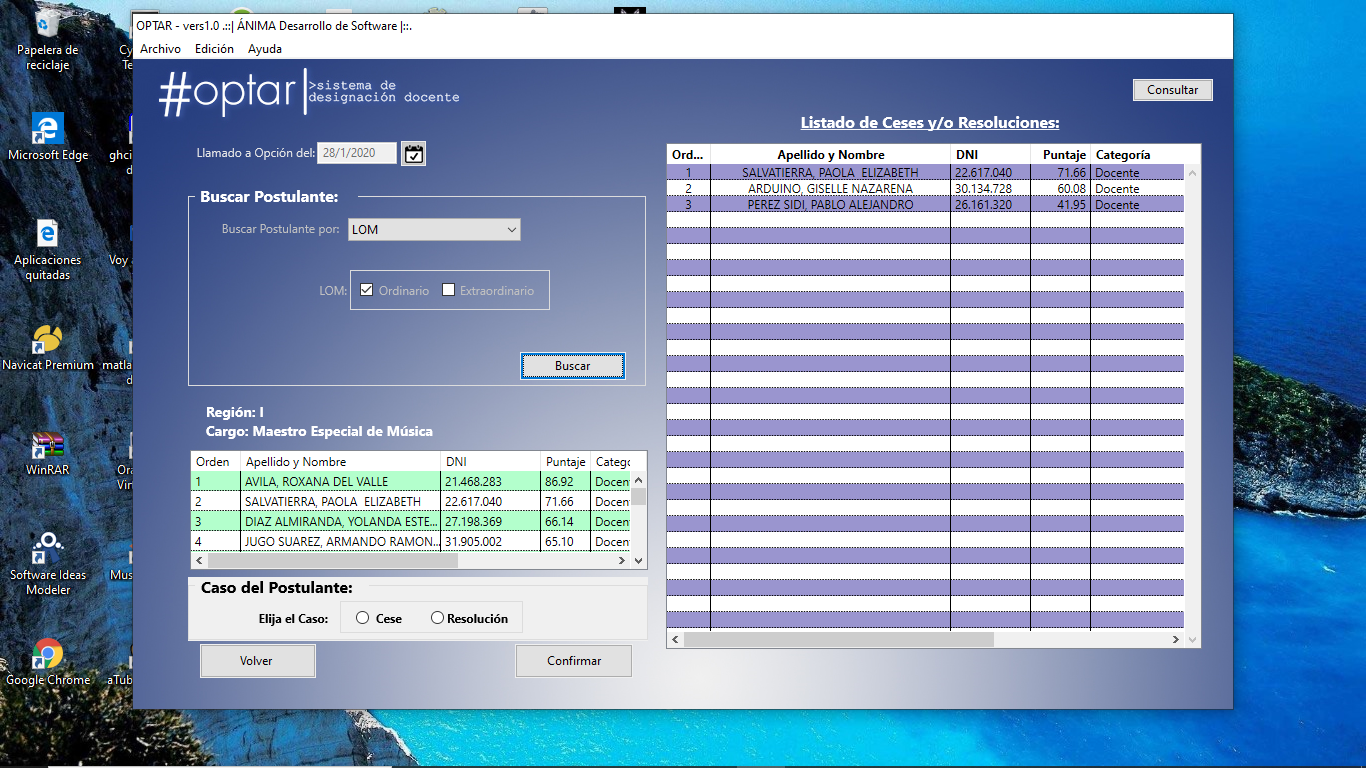 Papelera de
reciclaje
Microsoft Edge
Aplicaciones
quitadas
Navicat Premium
WinRAR
Software Ideas
Modeler
Google Chrome
OPTAR - vers1.0 .::| ÁNIMA Desarrollo de Software |::.
Archivo Edición Ayuda
#optar >sistema de
designación docente
Consultar
Llamado a Opción del: 28/1/2020
Buscar Postulante:
Buscar Postulante por: LOM
LOM: Ordinario Extraordinario
Buscar
Región: I
Cargo: Maestro Especial de Música
Orden Apellido y Nombre DNI Puntaje Categ
1 AVILA, ROXANA DEL VALLE 21.468.283 86.92 Docen
2 SALVATIERRA, PAOLA  ELIZABETH 22.617.040 71.66 Docen
3 DIAZ ALMIRANDA, YOLANDA ESTE... 27.198.369 66.14 Docen
4 JUGO SUAREZ, ARMANDO RAMON... 31.905.002 65.10 Docen
Caso del Postulante:
Elija el Caso: Cese Resolución
Volver Confirmar
Listado de Ceses y/o Resoluciones:
Ord... Apellido y Nombre DNI Puntaje Categoría
1 SALVATIERRA, PAOLA  ELIZABETH 22.617.040 71.66 Docente
2 ARDUINO, GISELLE NAZARENA 30.134.728 60.08 Docente
3 PEREZ SIDI, PABLO ALEJANDRO 26.161.320 41.95 Docente